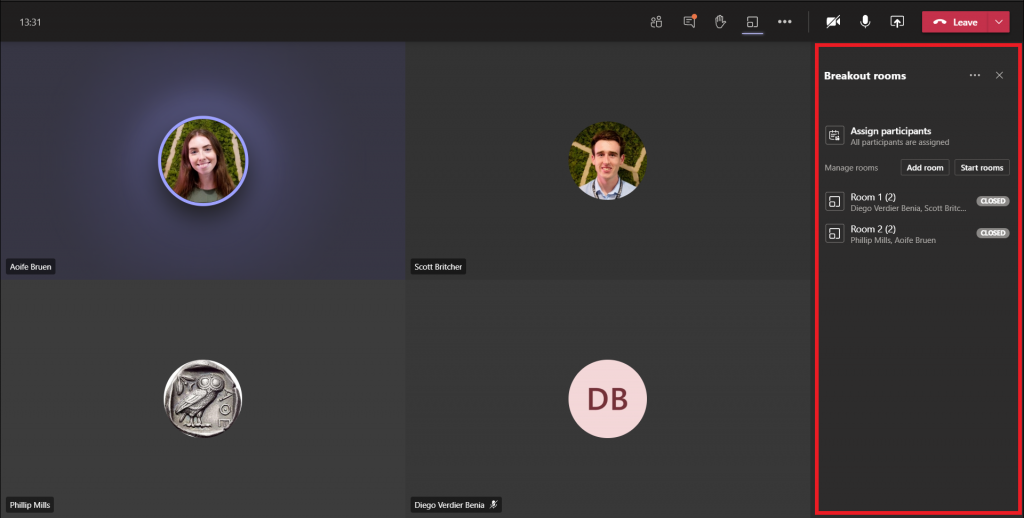 13:31
Leave
Breakout rooms
Assign participants
All participants are assigned
Manage rooms Add room Start rooms
Room 1 (2)
CLOSED
Diego Verdier Benia, Scott Britc...
Room 2 (2)
CLOSED
Phillip Mills, Aoife Bruen
Aoife Bruen
Scott Britcher
ΑΘΕ
DB
Phillip Mills
Diego Verdier Benia